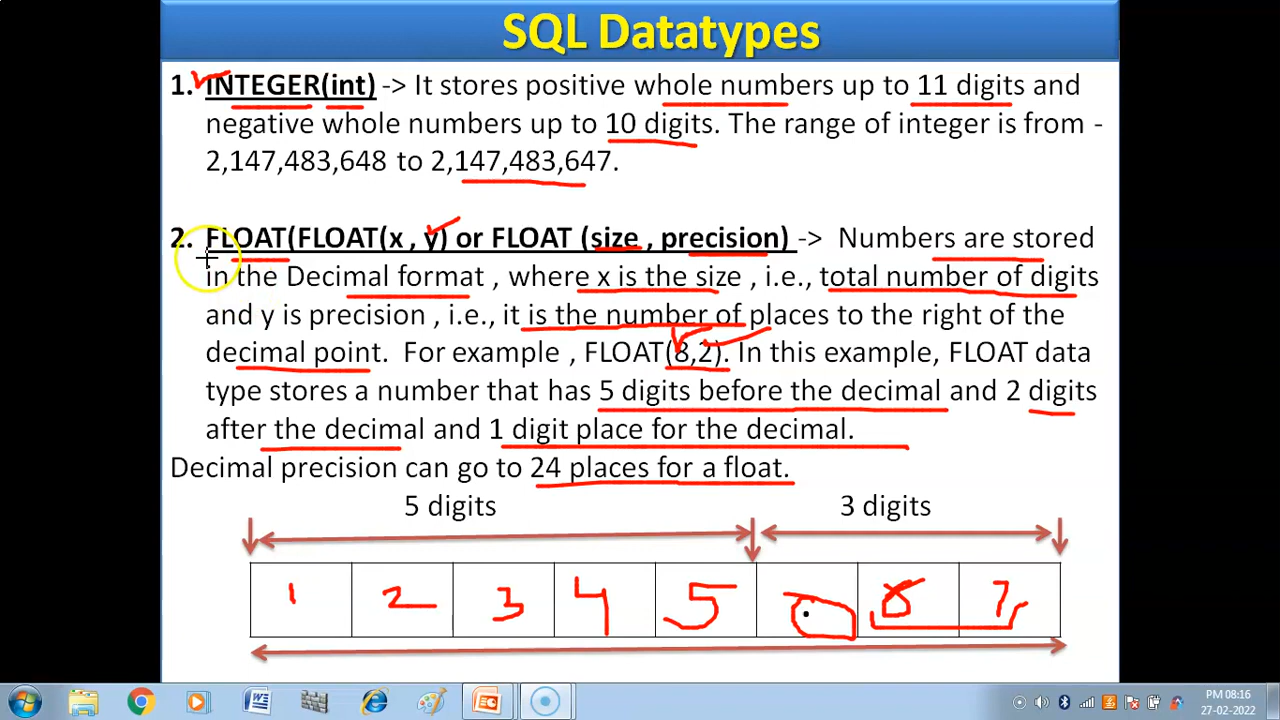 SQL Datatypes
1. INTEGER(int) -> It stores positive whole numbers up to 11 digits and
negative whole numbers up to 10 digits. The range of integer is from -
2,147,483,648 to 2,147,483,647.
2. FLOAT(FLOAT(x , y) or FLOAT (size , precision) -> Numbers are stored
in the Decimal format , where x is the size , i.e., total number of digits
and y is precision , i.e., it is the number of places to the right of the
decimal point. For example , FLOAT(8,2). In this example, FLOAT data
type stores a number that has 5 digits before the decimal and 2 digits
after the decimal and 1 digit place for the decimal.
Decimal precision can go to 24 places for a float.
5 digits 3 digits
1 2 3 4 5 . 8 7
PM 08:16
27-02-2022